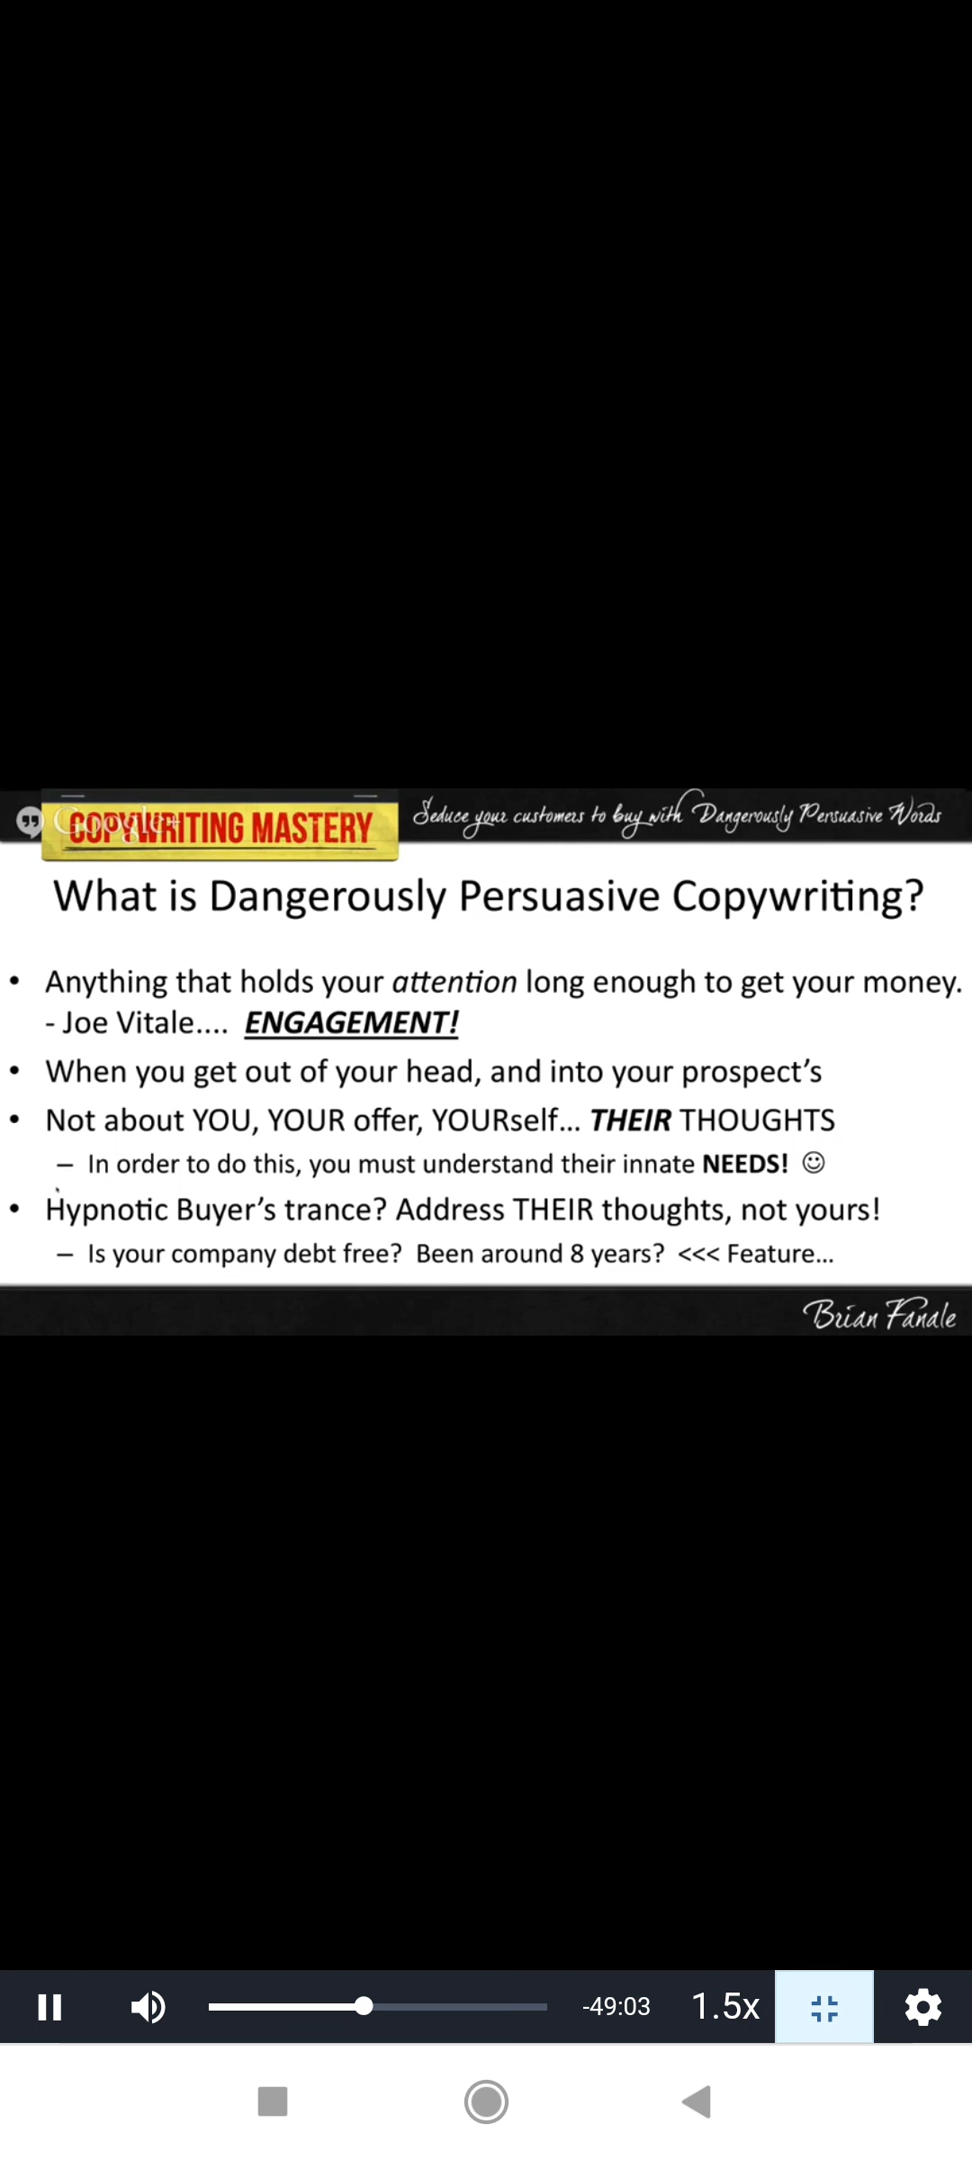 Google+
COPYWRITING MASTERY
Seduce your customers to buy with Dangerously Persuasive Words
What is Dangerously Persuasive Copywriting?
• Anything that holds your attention long enough to get your money.
- Joe Vitale.... ENGAGEMENT!
• When you get out of your head, and into your prospect’s
• Not about YOU, YOUR offer, YOURself... THEIR THOUGHTS
– In order to do this, you must understand their innate NEEDS! ☺
• Hypnotic Buyer’s trance? Address THEIR thoughts, not yours!
– Is your company debt free? Been around 8 years? <<< Feature...
Brian Fanale
-49:03 1.5x